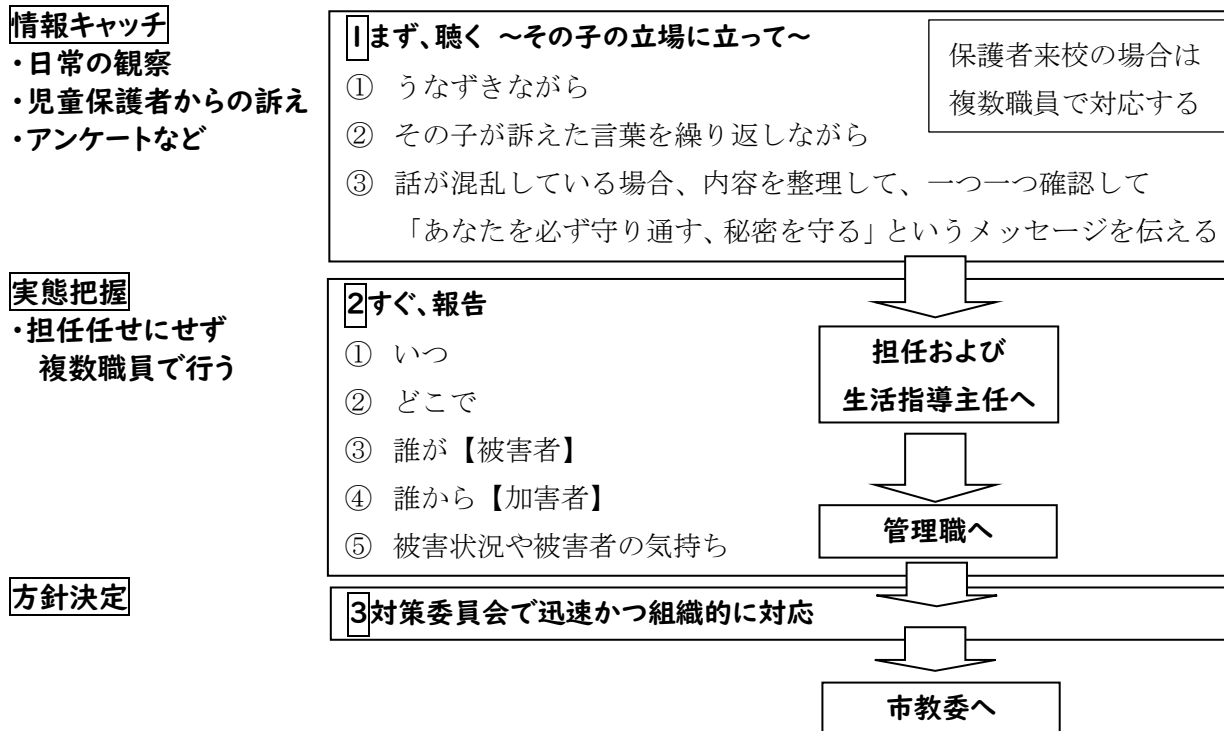 情報キャッチ
・日常の観察
・児童保護者からの訴え
・アンケートなど
1まず、聴く ～その子の立場に立って～
① うなずきながら
② その子が訴えた言葉を繰り返しながら
③ 話が混乱している場合、内容を整理して、一つ一つ確認して
「あなたを必ず守り通す、秘密を守る」というメッセージを伝える
保護者来校の場合は
複数職員で対応する
実態把握
・担任任せにせず
複数職員で行う
2すぐ、報告
① いつ
② どこで
③ 誰が【被害者】
④ 誰から【加害者】
⑤ 被害状況や被害者の気持ち
担任および
生活指導主任へ
管理職へ
方針決定
3対策委員会で迅速かつ組織的に対応
市教委へ